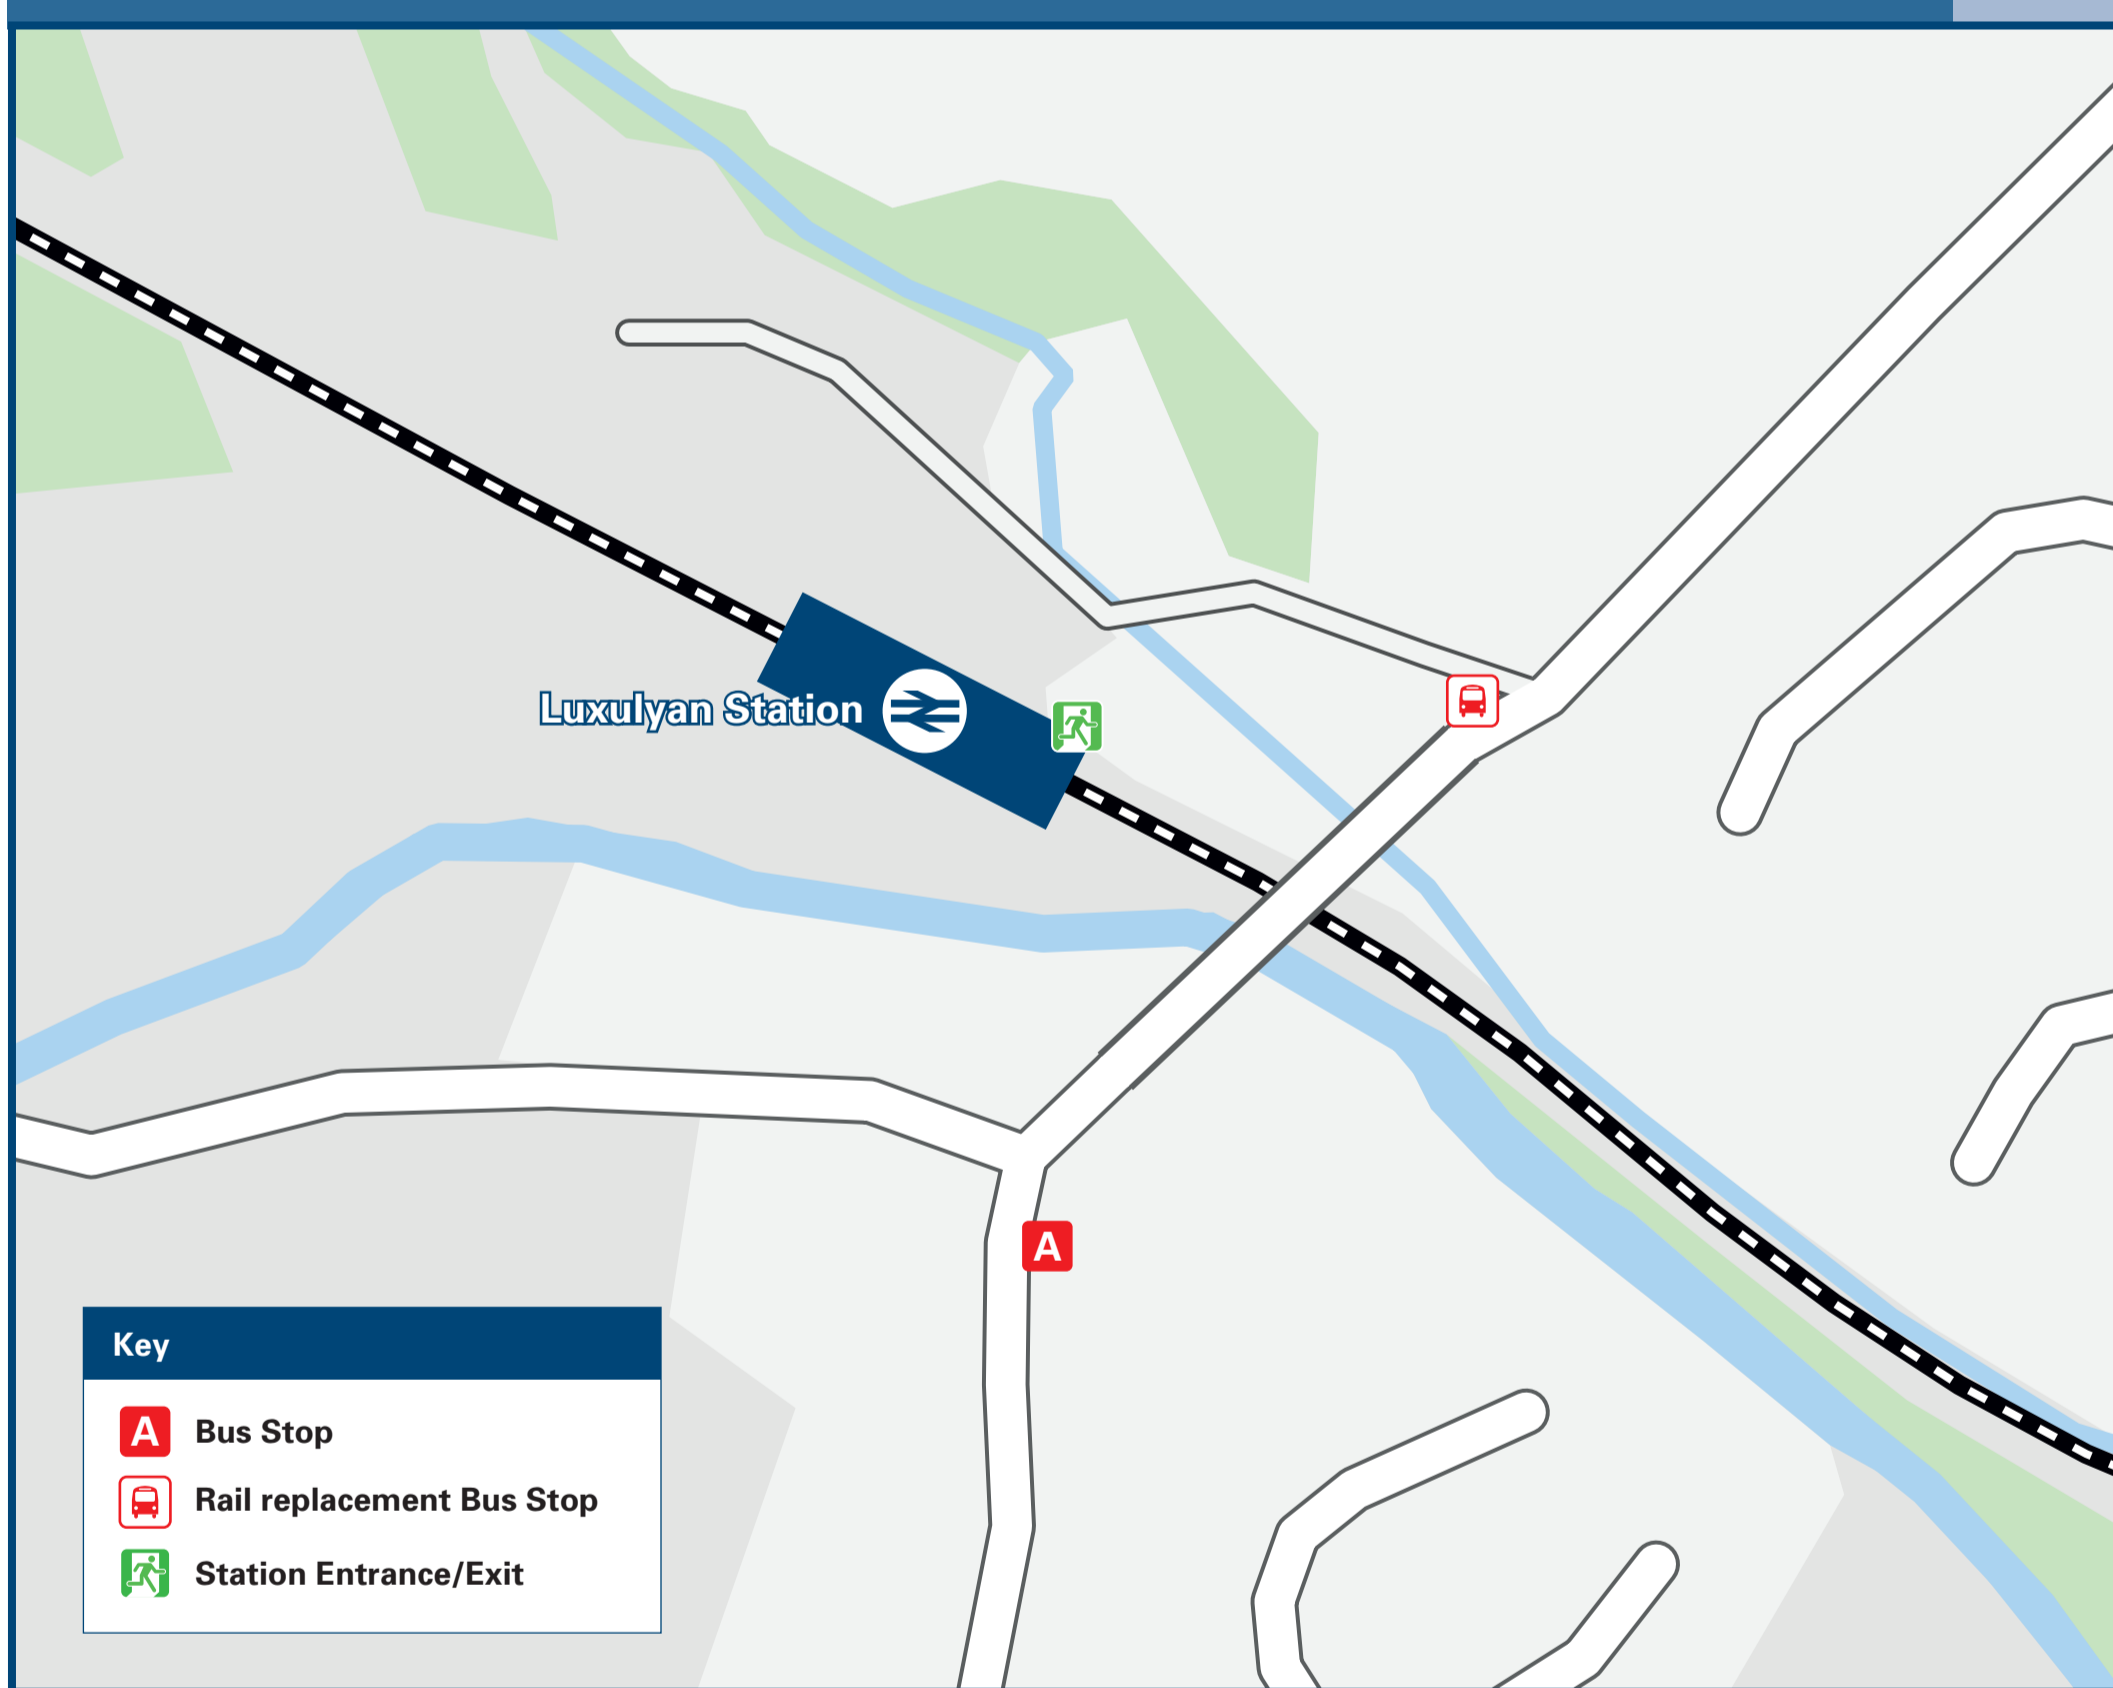 Luxulyan Station
A
Key
A Bus Stop
Rail replacement Bus Stop
Station Entrance/Exit